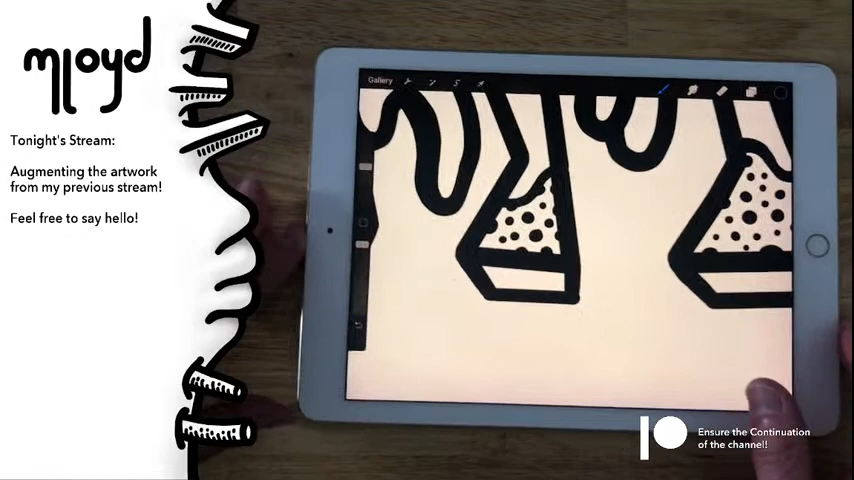 mloyd
Tonight's Stream:
Augmenting the artwork
from my previous stream!
Feel free to say hello!
Gallery
Ensure the Continuation
of the channel!